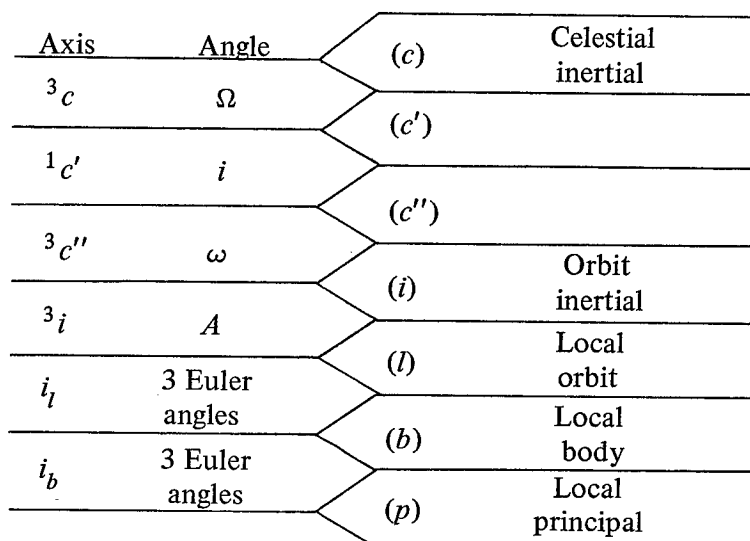 Axis Angle
(c) Celestial
inertial
³c Ω
(c′)
¹c′ i
(c″)
³c″ ω
(i) Orbit
inertial
³i A
(l) Local
orbit
i_l 3 Euler
angles
(b) Local
body
i_b 3 Euler
angles
(p) Local
principal